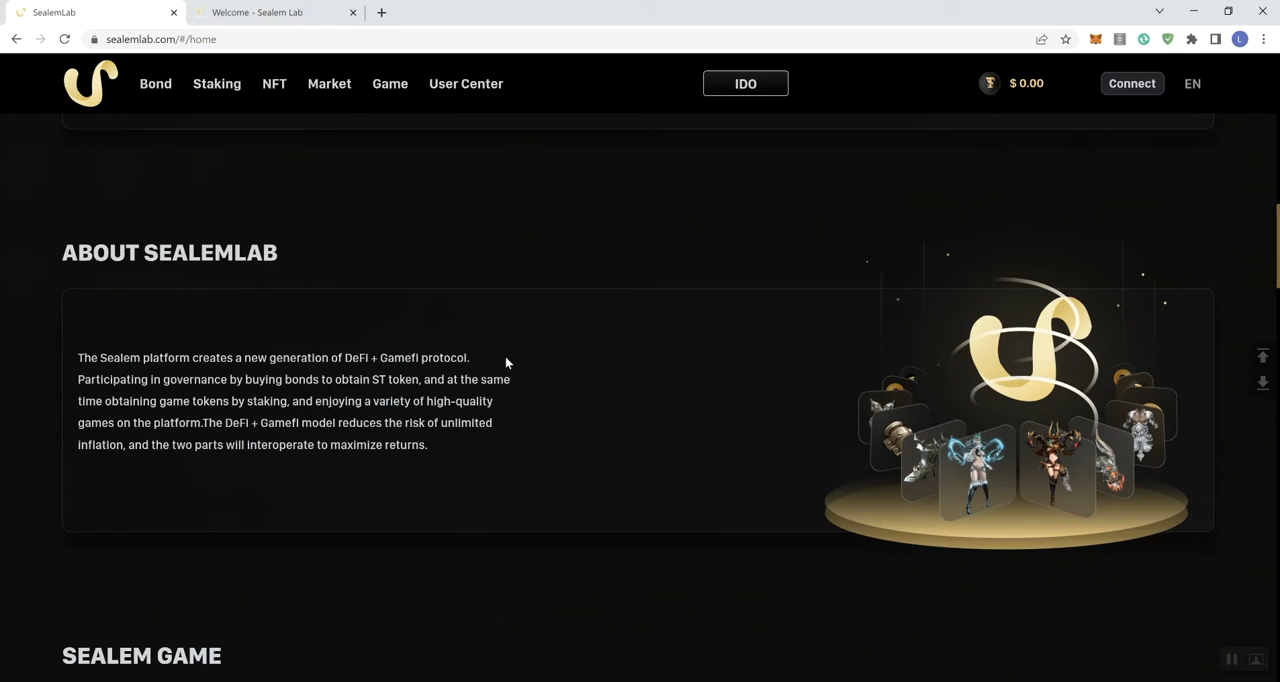 SealemLab
Welcome - Sealem Lab
sealemlab.com/#/home
L
Bond Staking NFT Market Game User Center
IDO
$ 0.00
Connect
EN
ABOUT SEALEMLAB
The Sealem platform creates a new generation of DeFi + Gamefi protocol.
Participating in governance by buying bonds to obtain ST token, and at the same
time obtaining game tokens by staking, and enjoying a variety of high-quality
games on the platform.The DeFi + Gamefi model reduces the risk of unlimited
inflation, and the two parts will interoperate to maximize returns.
SEALEM GAME